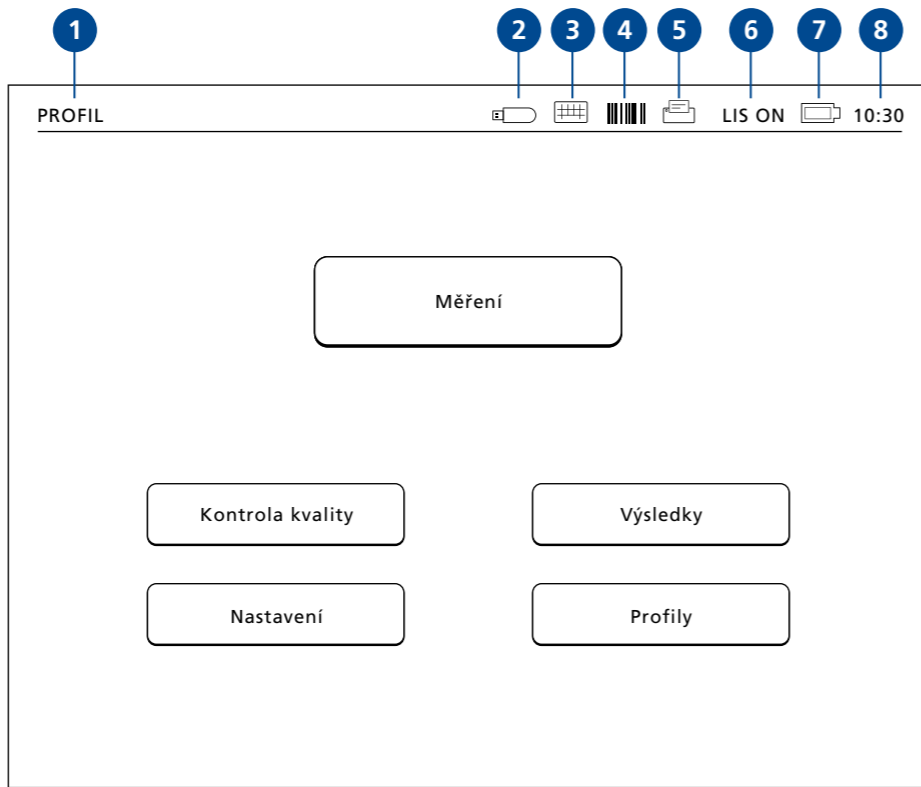 1 2 3 4 5 6 7 8
PROFIL LIS ON 10:30
Měření
Kontrola kvality Výsledky
Nastavení Profily